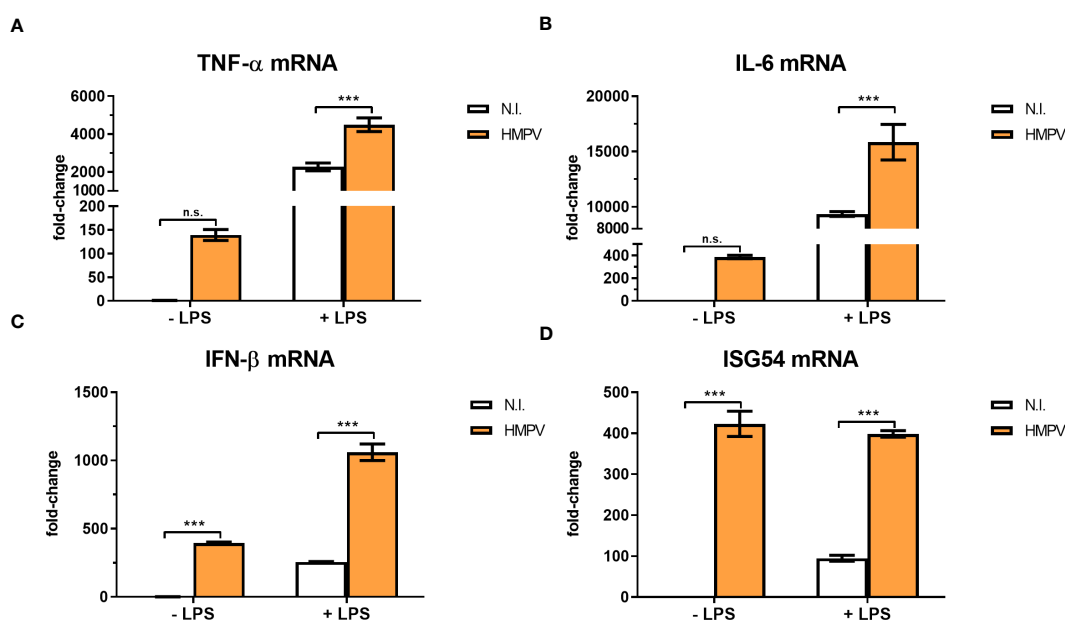 A
TNF-α mRNA
fold-change
6000
4000
2000
1000
200
150
100
50
0
n.s.
***
- LPS
+ LPS
N.I.
HMPV
B
IL-6 mRNA
fold-change
20000
15000
10000
8000
400
200
0
n.s.
***
- LPS
+ LPS
N.I.
HMPV
C
IFN-β mRNA
fold-change
1500
1000
500
0
***
***
- LPS
+ LPS
N.I.
HMPV
D
ISG54 mRNA
fold-change
500
400
300
200
100
0
***
***
- LPS
+ LPS
N.I.
HMPV